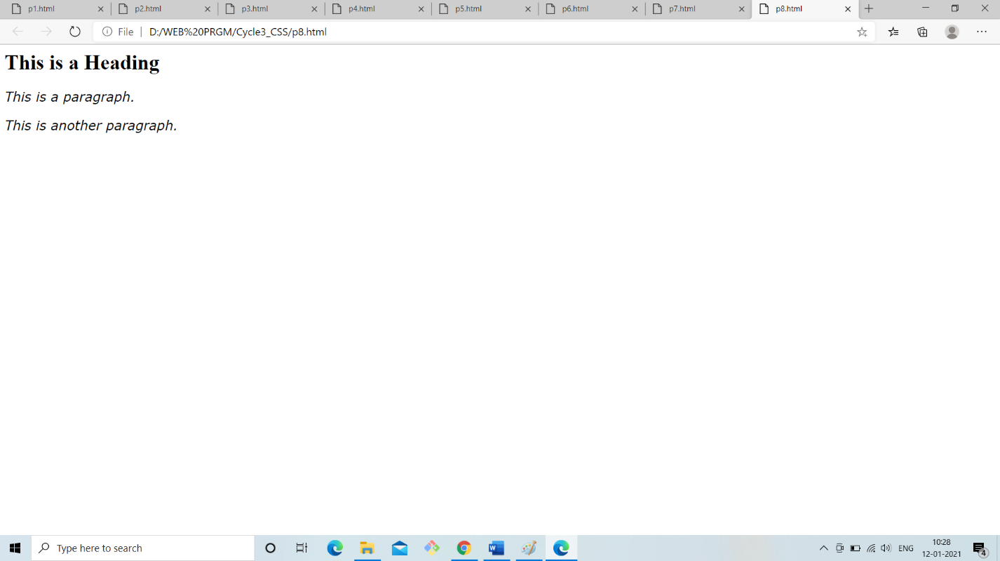 p1.html p2.html p3.html p4.html p5.html p6.html p7.html p8.html
File | D:/WEB%20PRGM/Cycle3_CSS/p8.html
This is a Heading
This is a paragraph.
This is another paragraph.
Type here to search
ENG
10:28
12-01-2021
4